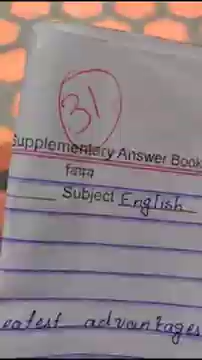 31
Supplementary Answer Book
विषय
Subject English
eatest advantages